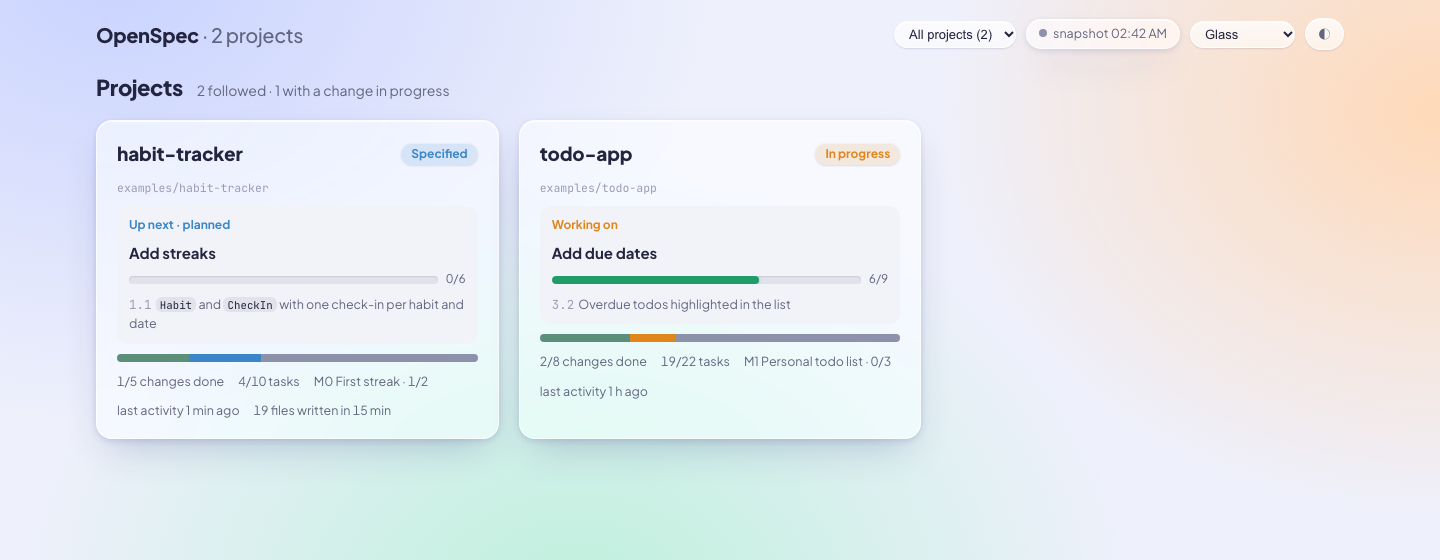 OpenSpec · 2 projects
All projects (2)
snapshot 02:42 AM
Glass
Projects
2 followed · 1 with a change in progress
habit-tracker
Specified
examples/habit-tracker
Up next · planned
Add streaks
0/6
1.1 Habit and CheckIn with one check-in per habit and
date
1/5 changes done 4/10 tasks M0 First streak · 1/2
last activity 1 min ago 19 files written in 15 min
todo-app
In progress
examples/todo-app
Working on
Add due dates
6/9
3.2 Overdue todos highlighted in the list
2/8 changes done 19/22 tasks M1 Personal todo list · 0/3
last activity 1 h ago